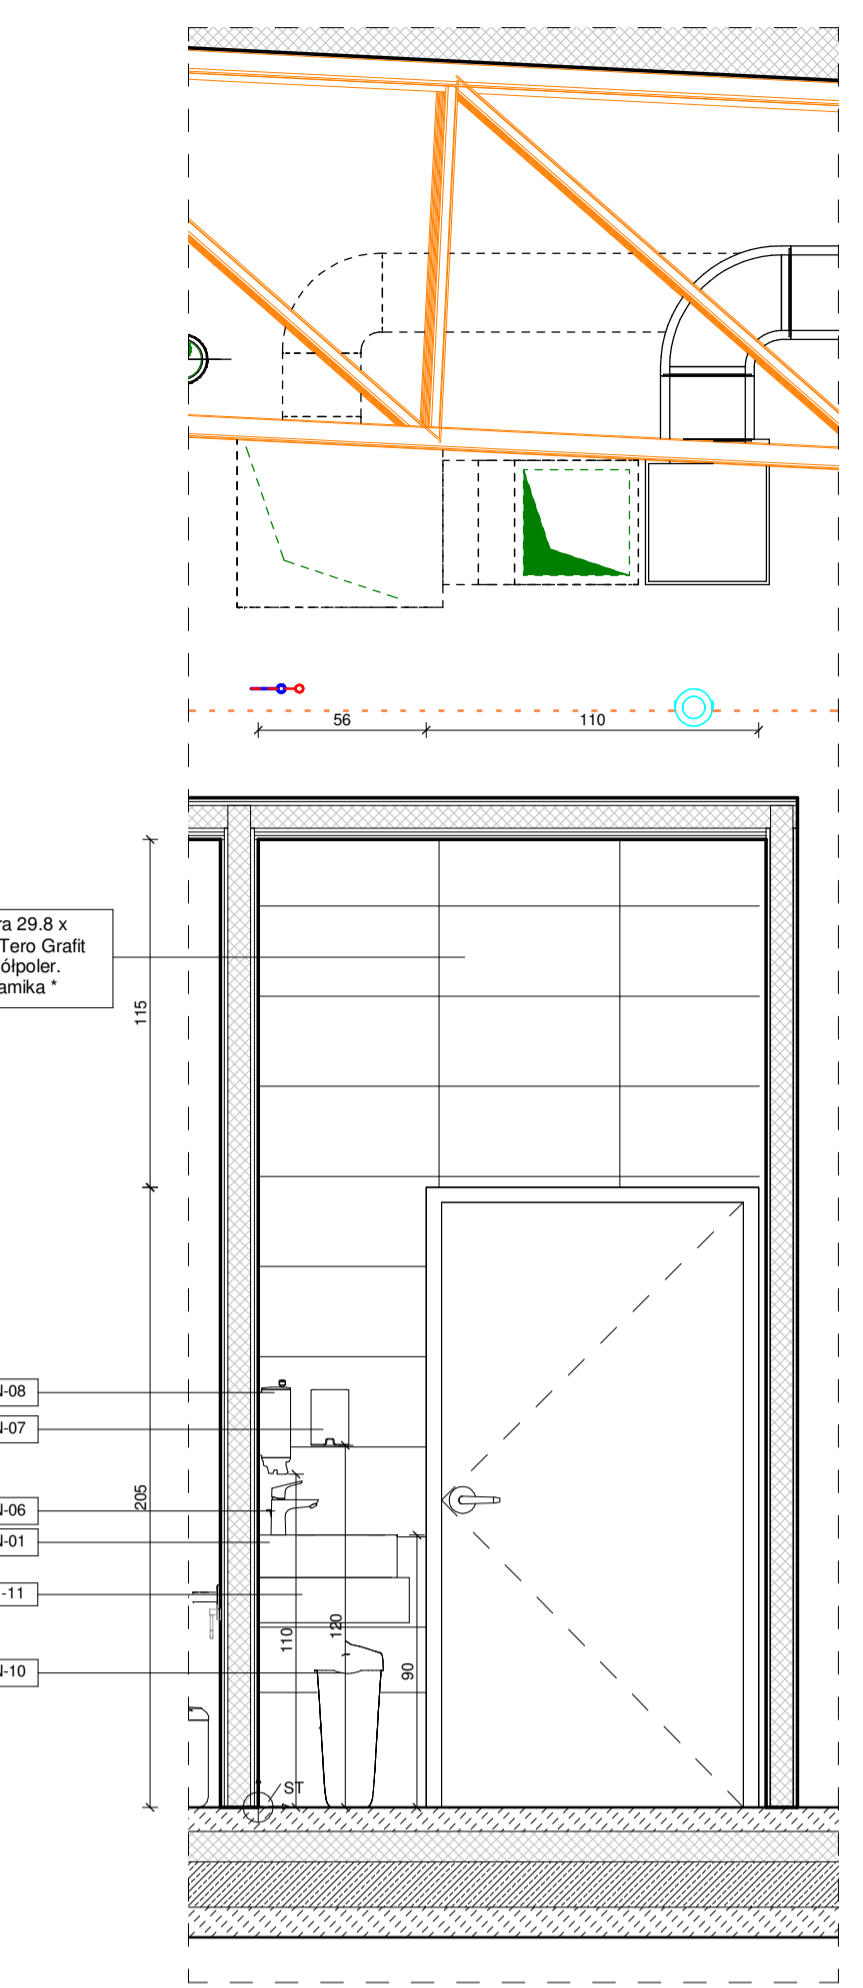 56
110
ra 29.8 x
Tero Grafit
ółpoler.
amika *
115
N-08
N-07
205
N-06
N-01
-11
110
120
90
N-10
ST